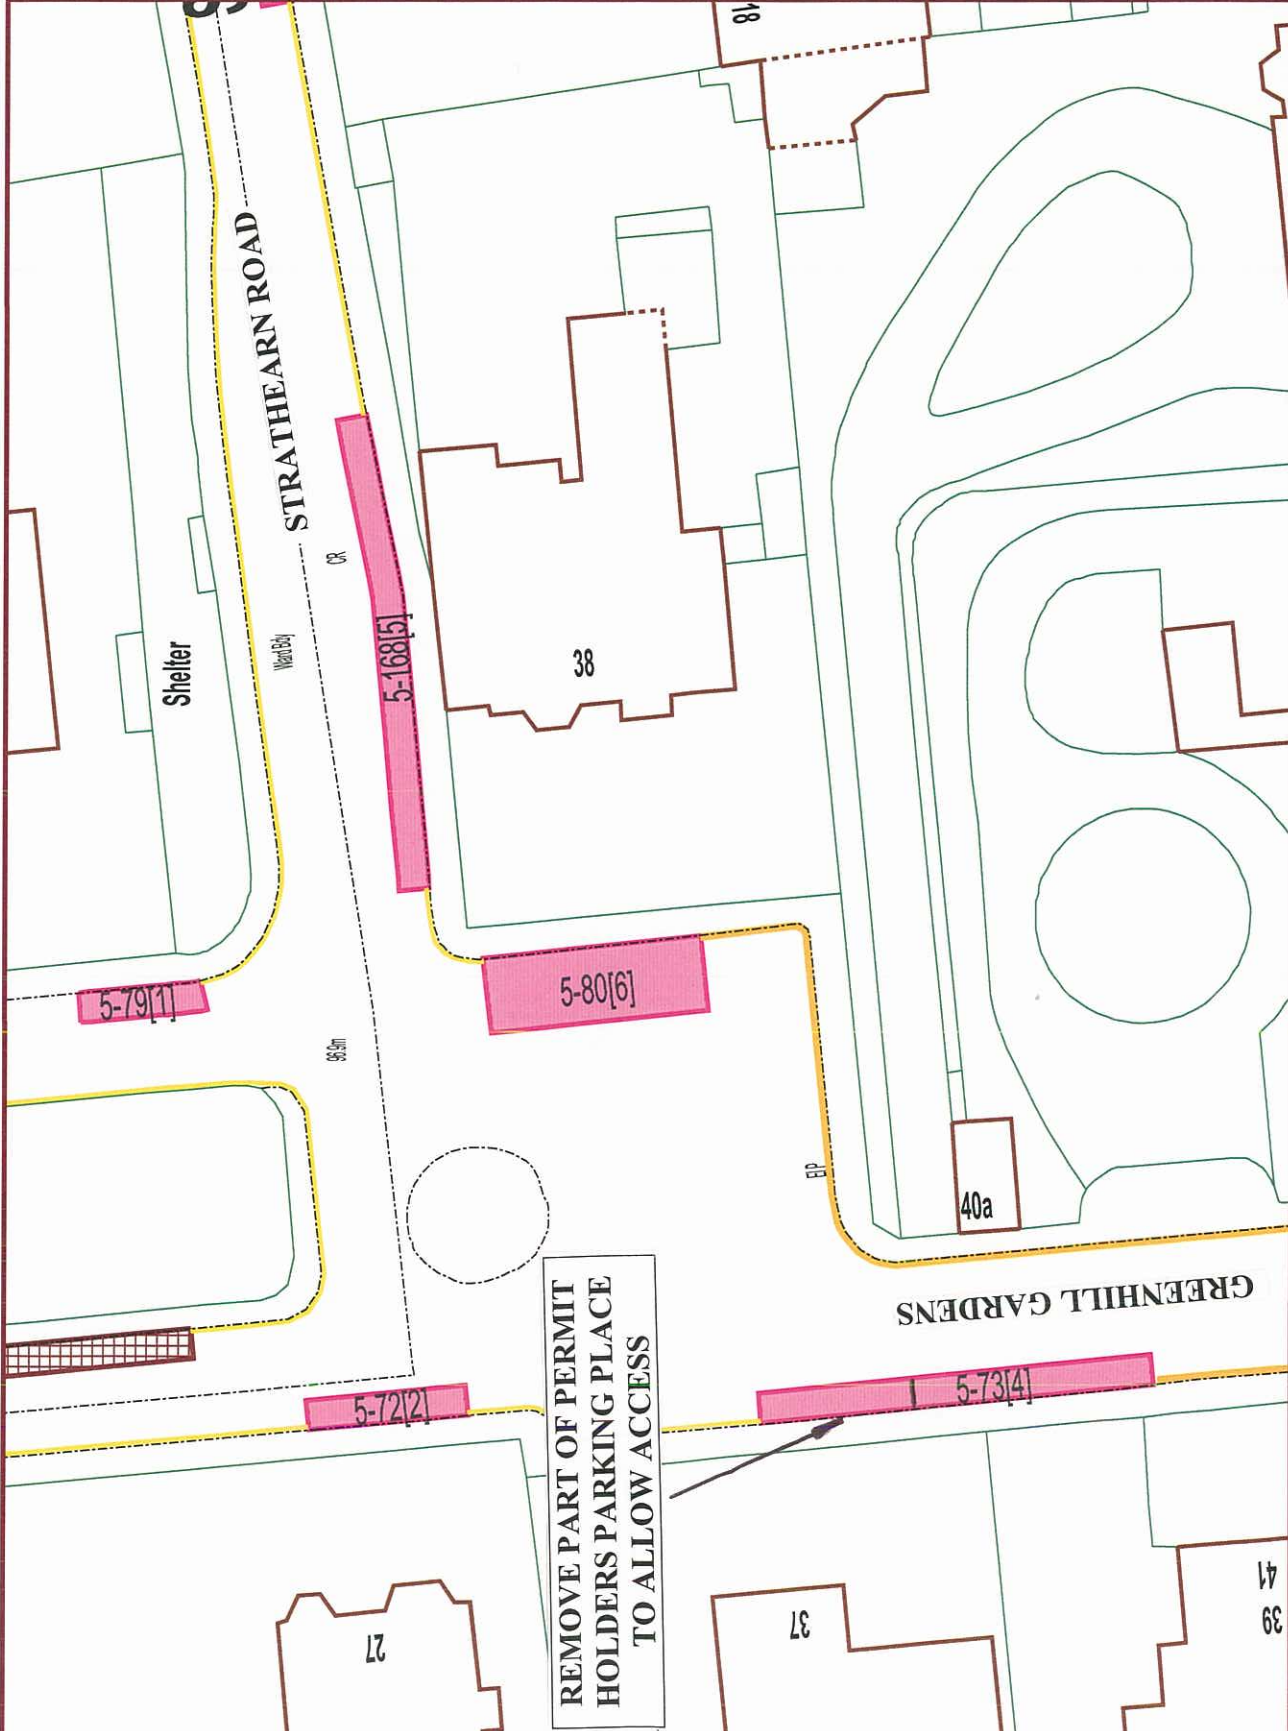 18
STRATHEARN ROAD
CR
Ward Bdy
Shelter
5-168[5]
38
5-79[1]
5-80[6]
96.9m
EP
40a
GREENHILL GARDENS
5-72[2]
5-73[4]
REMOVE PART OF PERMIT
HOLDERS PARKING PLACE
TO ALLOW ACCESS
27
37
39
41